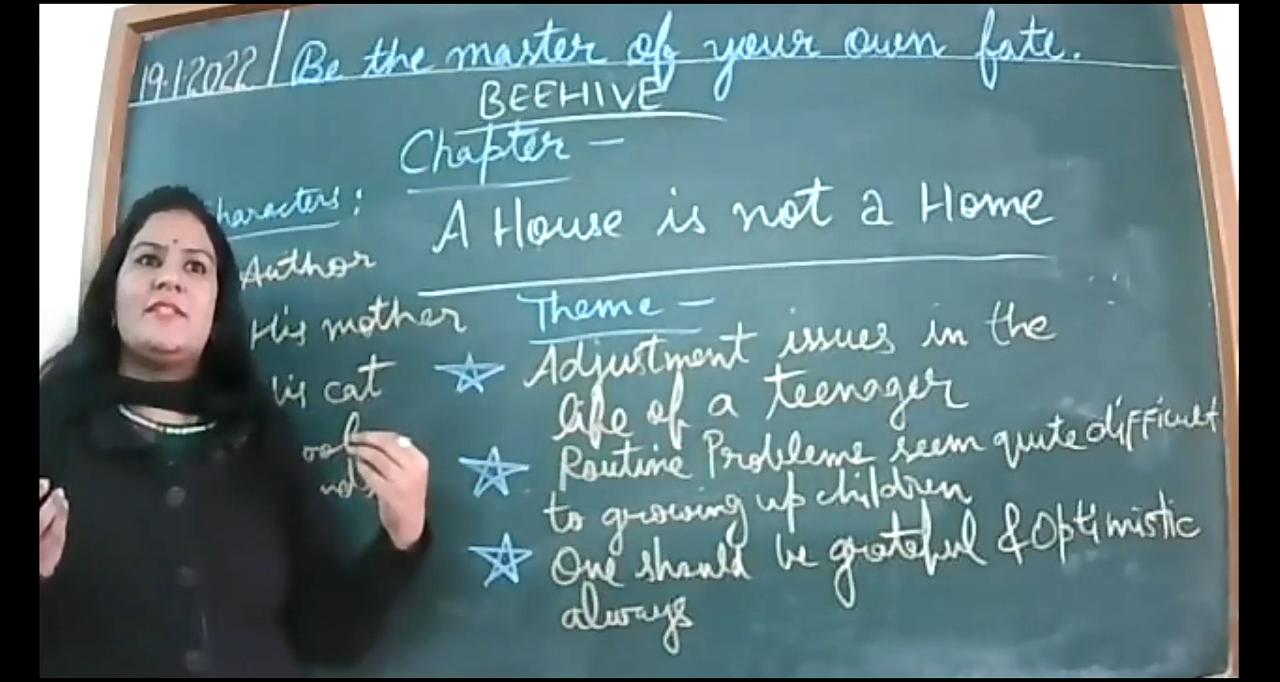 19.1.2022 Be the master of your own fate.
BEEHIVE
Chapter -
A House is not a Home
Characters:
Author
His mother
His cat
Theme -
Adjustment issues in the
life of a teenager
Routine Problems seem quite difficult
to growing up children
One should be grateful & Optimistic
always